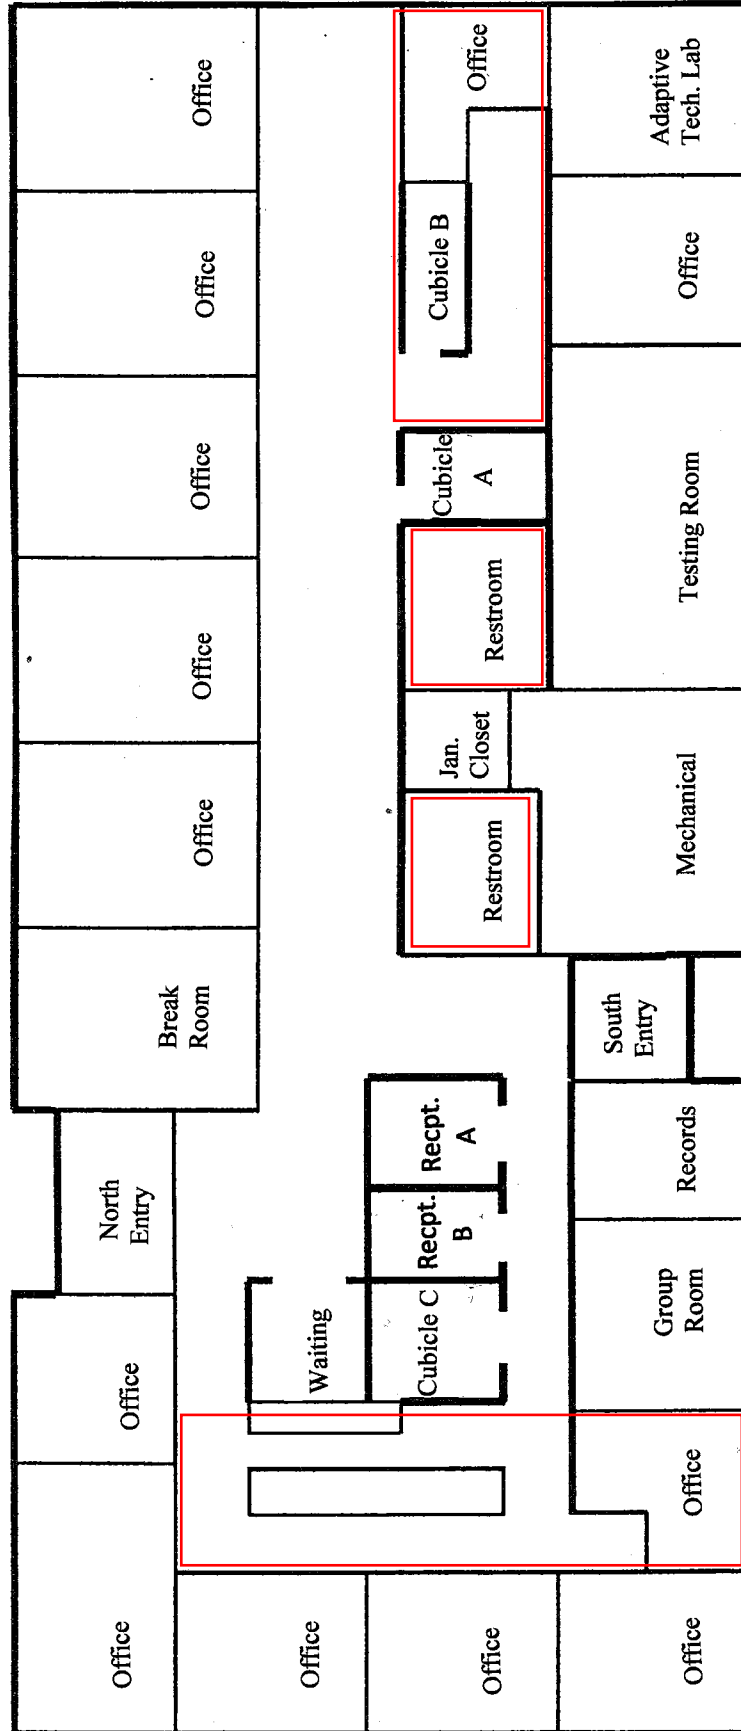 Office
Office
Office
Office
Office
Break
Room
North
Entry
Office
Office
Office
Cubicle B
Cubicle
A
Restroom
Jan.
Closet
Restroom
Recpt.
A
Recpt.
B
Cubicle C
Waiting
Adaptive
Tech. Lab
Office
Testing Room
Mechanical
South
Entry
Records
Group
Room
Office
Office
Office
Office